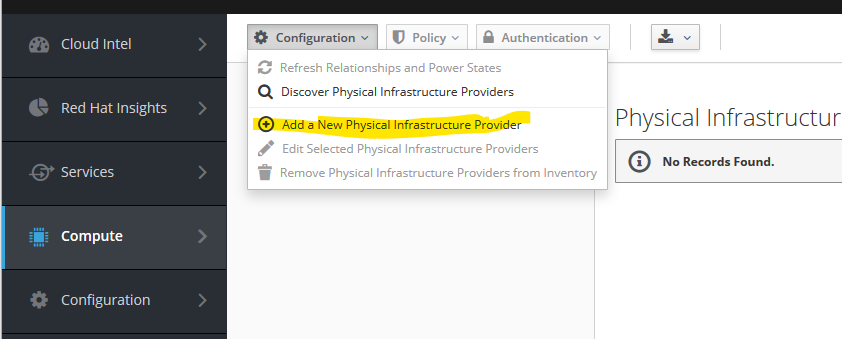 Cloud Intel
Red Hat Insights
Services
Compute
Configuration
Configuration Policy Authentication
Refresh Relationships and Power States
Discover Physical Infrastructure Providers
Add a New Physical Infrastructure Provider
Edit Selected Physical Infrastructure Providers
Remove Physical Infrastructure Providers from Inventory
Physical Infrastructur
No Records Found.